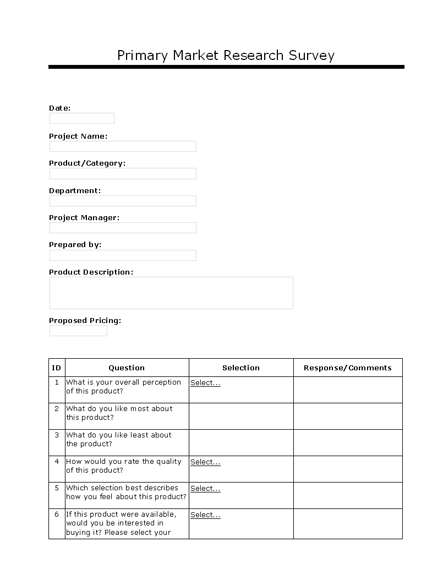 Primary Market Research Survey
Date:
Project Name:
Product/Category:
Department:
Project Manager:
Prepared by:
Product Description:
Proposed Pricing:
ID Question Selection Response/Comments
1 What is your overall perception Select...
of this product?
2 What do you like most about
this product?
3 What do you like least about
the product?
4 How would you rate the quality Select...
of this product?
5 Which selection best describes Select...
how you feel about this product?
6 If this product were available, Select...
would you be interested in
buying it? Please select your